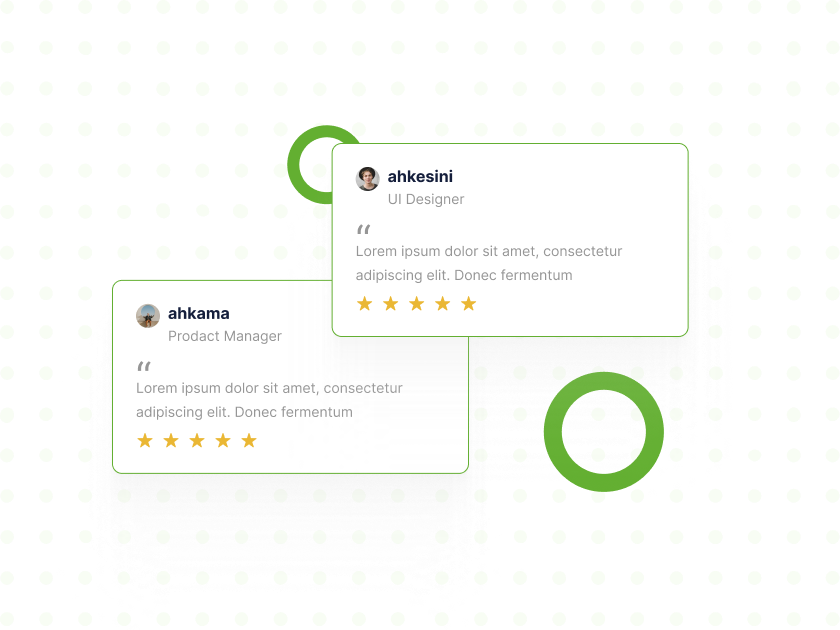 ahkesini
UI Designer
“
Lorem ipsum dolor sit amet, consectetur
adipiscing elit. Donec fermentum
ahkama
Prodact Manager
“
Lorem ipsum dolor sit amet, consectetur
adipiscing elit. Donec fermentum